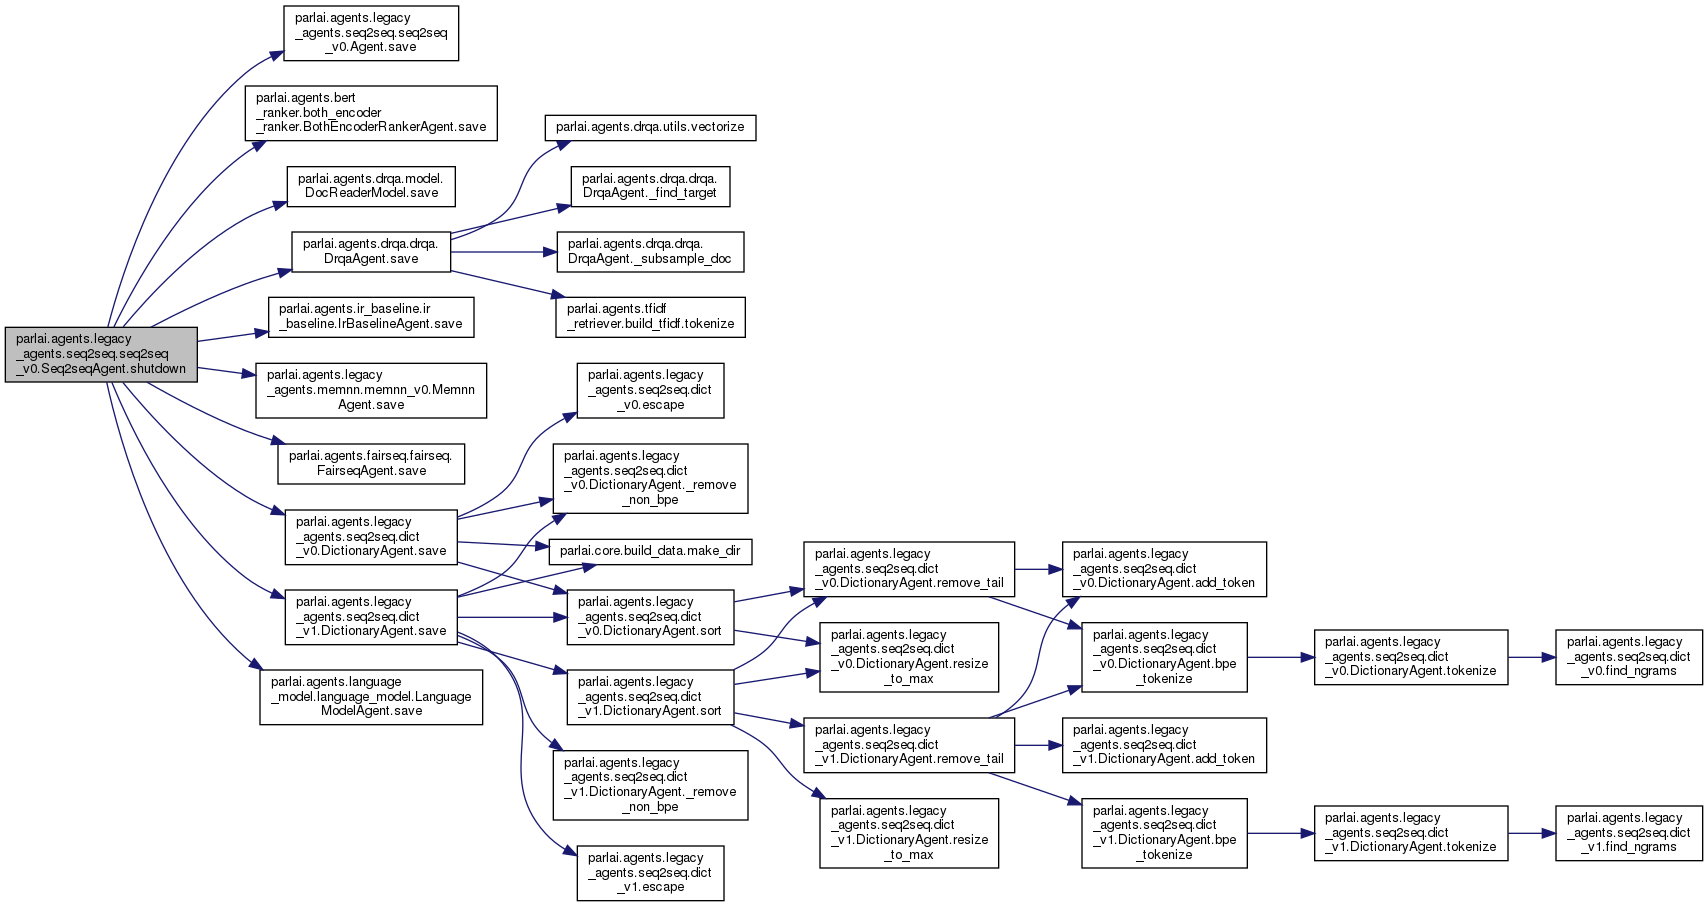 parlai.agents.legacy
_agents.seq2seq.seq2seq
_v0.Agent.save
parlai.agents.bert
_ranker.both_encoder
_ranker.BothEncoderRankerAgent.save
parlai.agents.drqa.utils.vectorize
parlai.agents.drqa.model.
DocReaderModel.save
parlai.agents.drqa.drqa.
DrqaAgent._find_target
parlai.agents.drqa.drqa.
DrqaAgent.save
parlai.agents.drqa.drqa.
DrqaAgent._subsample_doc
parlai.agents.ir_baseline.ir
_baseline.IrBaselineAgent.save
parlai.agents.tfidf
_retriever.build_tfidf.tokenize
parlai.agents.legacy
_agents.seq2seq.seq2seq
_v0.Seq2seqAgent.shutdown
parlai.agents.legacy
_agents.memnn.memnn_v0.Memnn
Agent.save
parlai.agents.legacy
_agents.seq2seq.dict
_v0.escape
parlai.agents.fairseq.fairseq.
FairseqAgent.save
parlai.agents.legacy
_agents.seq2seq.dict
_v0.DictionaryAgent._remove
_non_bpe
parlai.agents.legacy
_agents.seq2seq.dict
_v0.DictionaryAgent.save
parlai.core.build_data.make_dir
parlai.agents.legacy
_agents.seq2seq.dict
_v0.DictionaryAgent.remove_tail
parlai.agents.legacy
_agents.seq2seq.dict
_v0.DictionaryAgent.add_token
parlai.agents.legacy
_agents.seq2seq.dict
_v1.DictionaryAgent.save
parlai.agents.legacy
_agents.seq2seq.dict
_v0.DictionaryAgent.sort
parlai.agents.legacy
_agents.seq2seq.dict
_v0.DictionaryAgent.resize
_to_max
parlai.agents.legacy
_agents.seq2seq.dict
_v0.DictionaryAgent.bpe
_tokenize
parlai.agents.legacy
_agents.seq2seq.dict
_v0.DictionaryAgent.tokenize
parlai.agents.legacy
_agents.seq2seq.dict
_v0.find_ngrams
parlai.agents.language
_model.language_model.Language
ModelAgent.save
parlai.agents.legacy
_agents.seq2seq.dict
_v1.DictionaryAgent.sort
parlai.agents.legacy
_agents.seq2seq.dict
_v1.DictionaryAgent.remove_tail
parlai.agents.legacy
_agents.seq2seq.dict
_v1.DictionaryAgent.add_token
parlai.agents.legacy
_agents.seq2seq.dict
_v1.DictionaryAgent._remove
_non_bpe
parlai.agents.legacy
_agents.seq2seq.dict
_v1.DictionaryAgent.resize
_to_max
parlai.agents.legacy
_agents.seq2seq.dict
_v1.DictionaryAgent.bpe
_tokenize
parlai.agents.legacy
_agents.seq2seq.dict
_v1.DictionaryAgent.tokenize
parlai.agents.legacy
_agents.seq2seq.dict
_v1.find_ngrams
parlai.agents.legacy
_agents.seq2seq.dict
_v1.escape